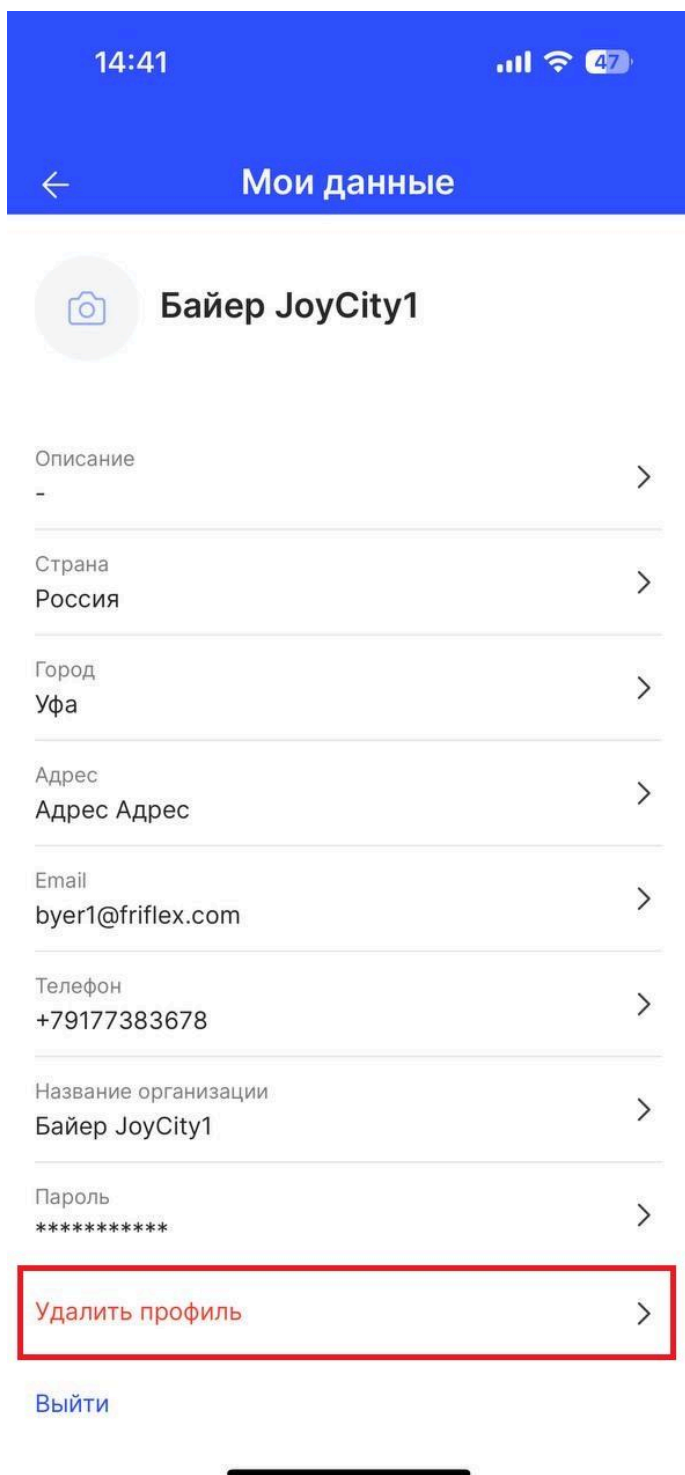 14:41
47
Мои данные
Байер JoyCity1
Описание
-
Страна
Россия
Город
Уфа
Адрес
Адрес Адрес
Email
byer1@friflex.com
Телефон
+79177383678
Название организации
Байер JoyCity1
Пароль
***********
Удалить профиль
Выйти